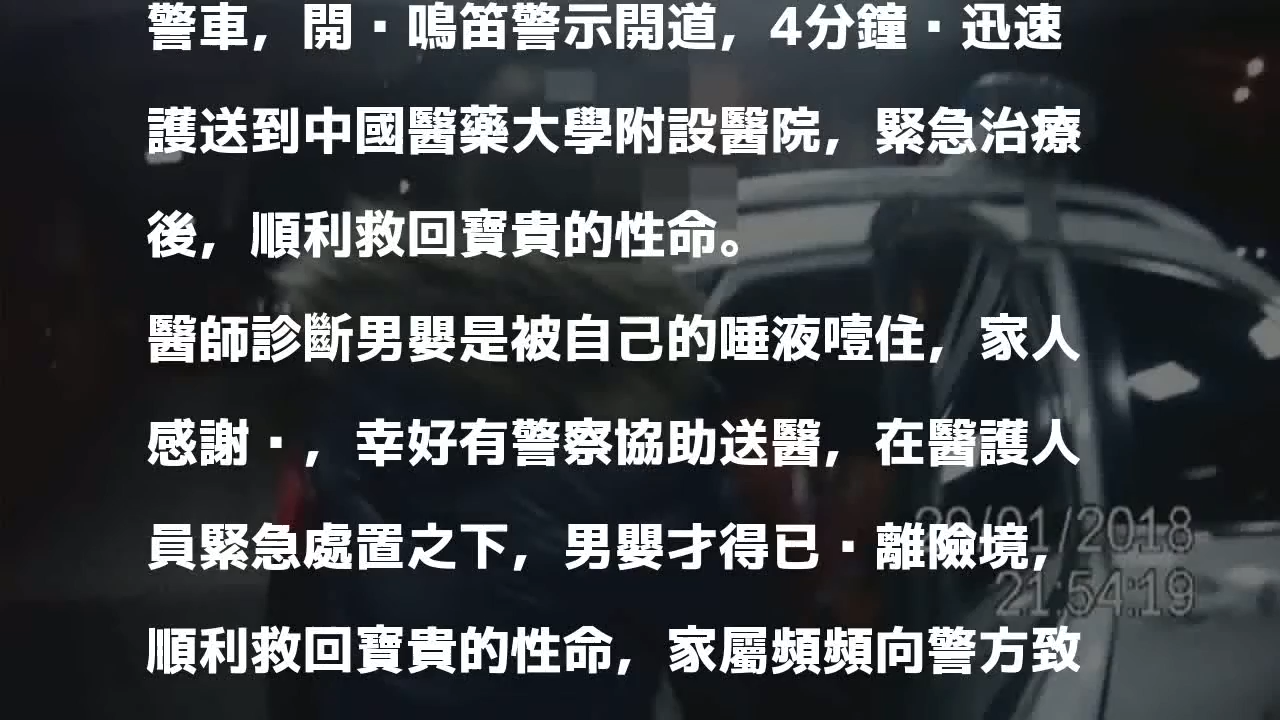 警車，開▪鳴笛警示開道，4分鐘▪迅速
護送到中國醫藥大學附設醫院，緊急治療
後，順利救回寶貴的性命。
醫師診斷男嬰是被自己的唾液噎住，家人
感謝▪，幸好有警察協助送醫，在醫護人
員緊急處置之下，男嬰才得已▪離險境，
順利救回寶貴的性命，家屬頻頻向警方致
/01/2018
21:54:19